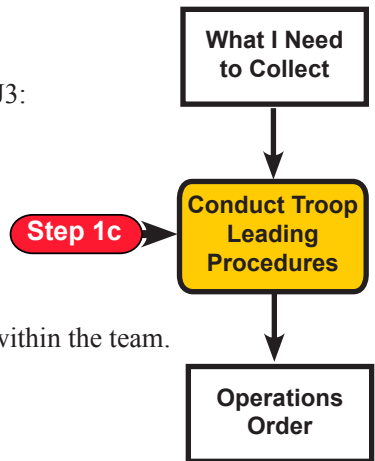 What I Need
to Collect
J3:
Conduct Troop
Leading
Procedures
Step 1c
within the team.
Operations
Order